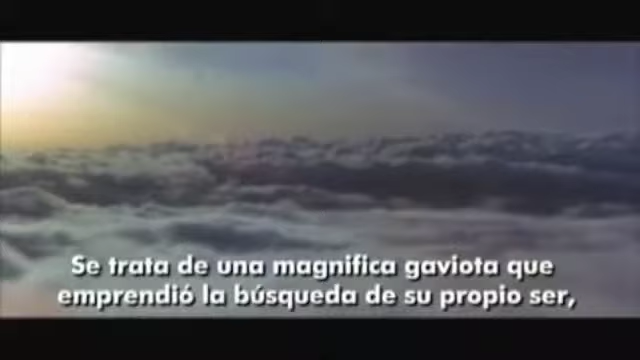 Se trata de una magnifica gaviota que
emprendió la búsqueda de su propio ser,